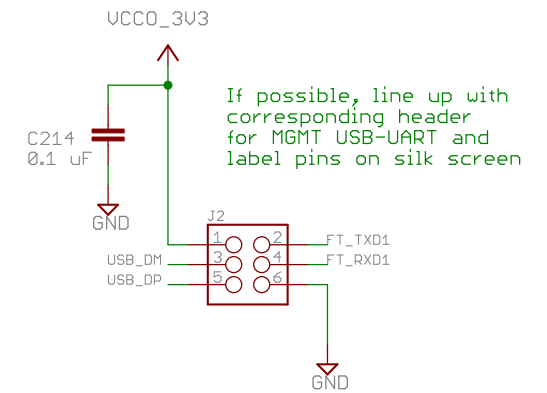 VCCO_3V3
If possible, line up with
corresponding header
for MGMT USB-UART and
label pins on silk screen
C214
0.1 uF
GND
J2
1 2 FT_TXD1
USB_DM 3 4 FT_RXD1
USB_DP 5 6
GND